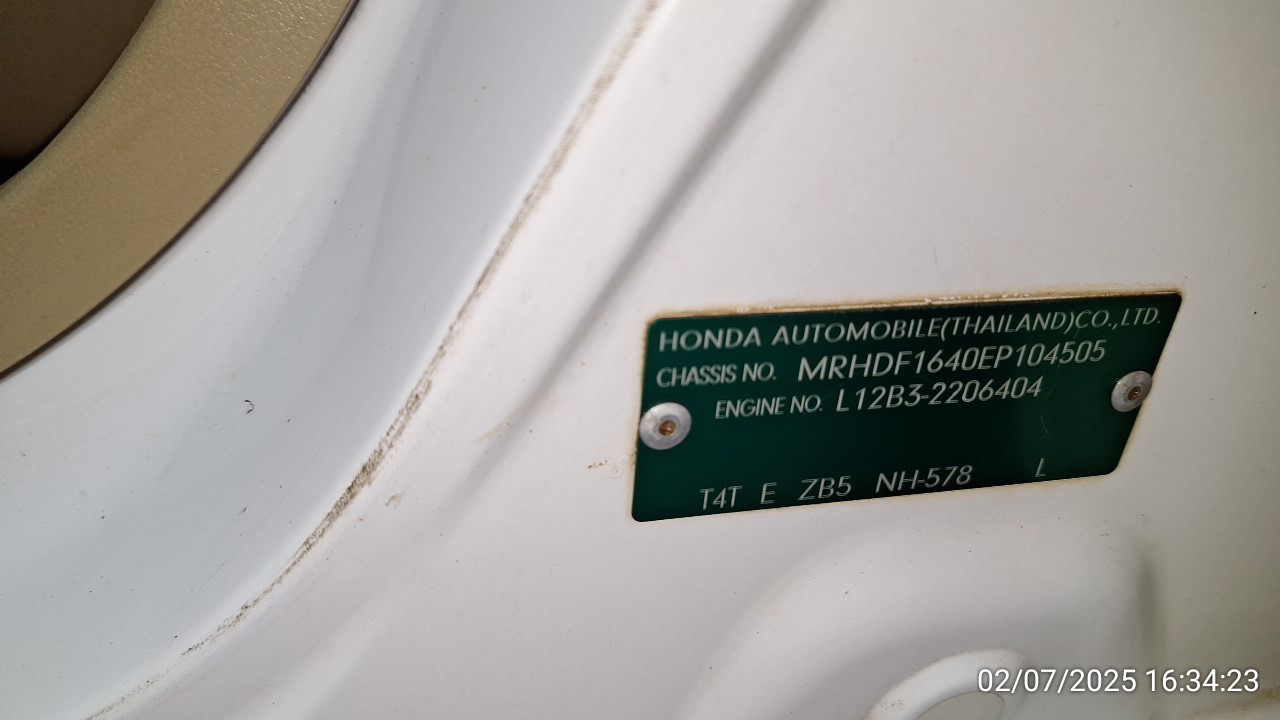 HONDA AUTOMOBILE(THAILAND)CO.,LTD.
CHASSIS NO. MRHDF1640EP104505
ENGINE NO. L12B3-2206404
T4T E ZB5 NH-578 L
02/07/2025 16:34:23